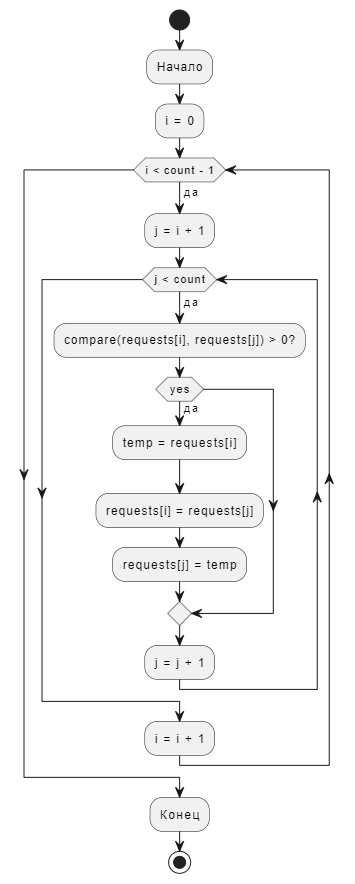 Начало
i = 0
i < count - 1
да
j = i + 1
j < count
да
compare(requests[i], requests[j]) > 0?
yes
да
temp = requests[i]
requests[i] = requests[j]
requests[j] = temp
j = j + 1
i = i + 1
Конец